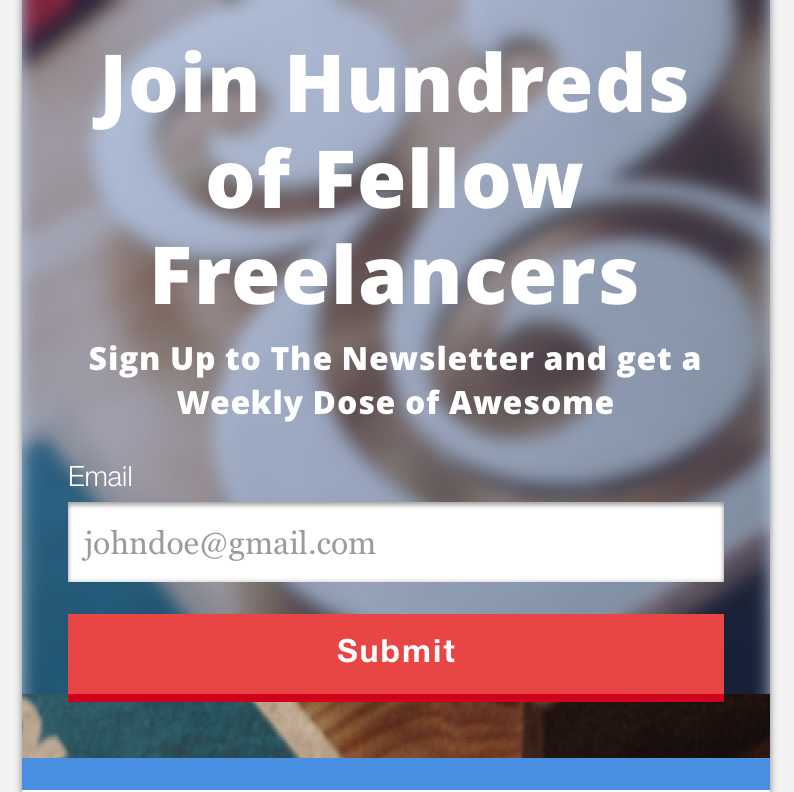 Join Hundreds
of Fellow
Freelancers
Sign Up to The Newsletter and get a
Weekly Dose of Awesome
Email
johndoe@gmail.com
Submit